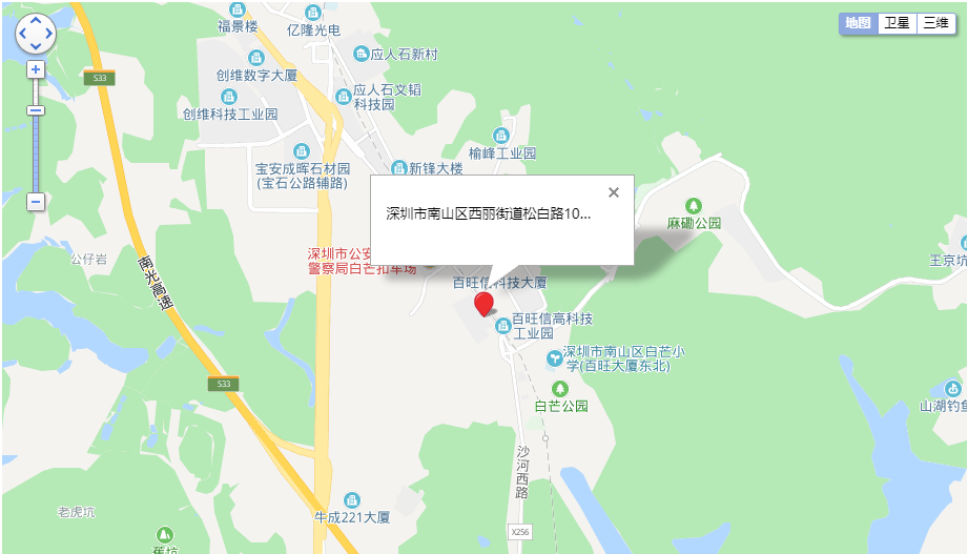 福景楼
亿隆光电
地图
卫星
三维
应人石新村
创维数字大厦
S33
应人石文韬
科技园
创维科技工业园
榆峰工业园
宝安成晖石材园
(宝石公路辅路)
新锋大楼
深圳市南山区西丽街道松白路10...
麻磡公园
深圳市公安
警察局白芒扣车场
公仔岩
南光高速
王京坑
百旺信科技大厦
百旺信高科技
工业园
深圳市南山区白芒小
学(百旺大厦东北)
S33
白芒公园
山湖钓鱼
沙河西路
老虎坑
牛成221大厦
X256
蕉坑